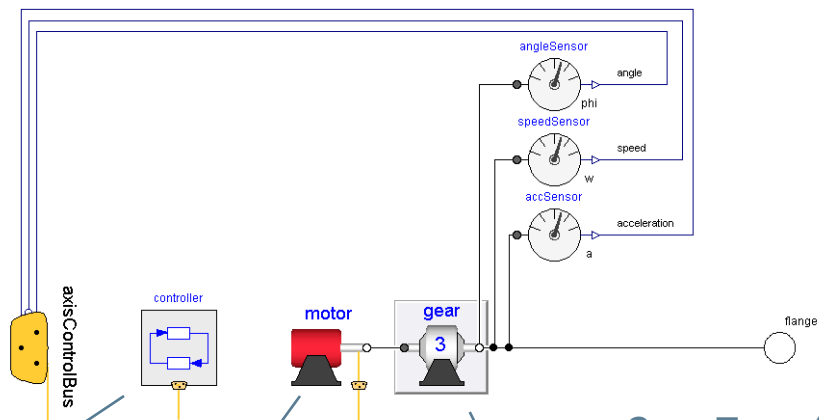 angleSensor
angle
phi
speedSensor
speed
w
accSensor
acceleration
a
axisControlBus
controller
motor
gear
3
flange